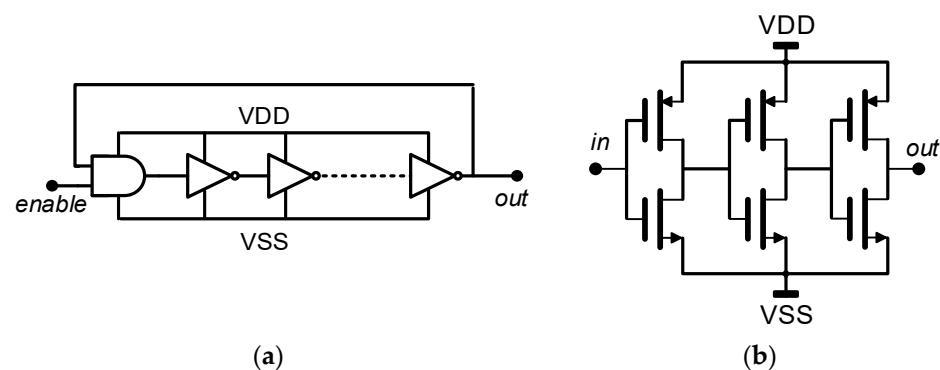 VDD
enable
out
VSS
(a)
VDD
in
out
VSS
(b)